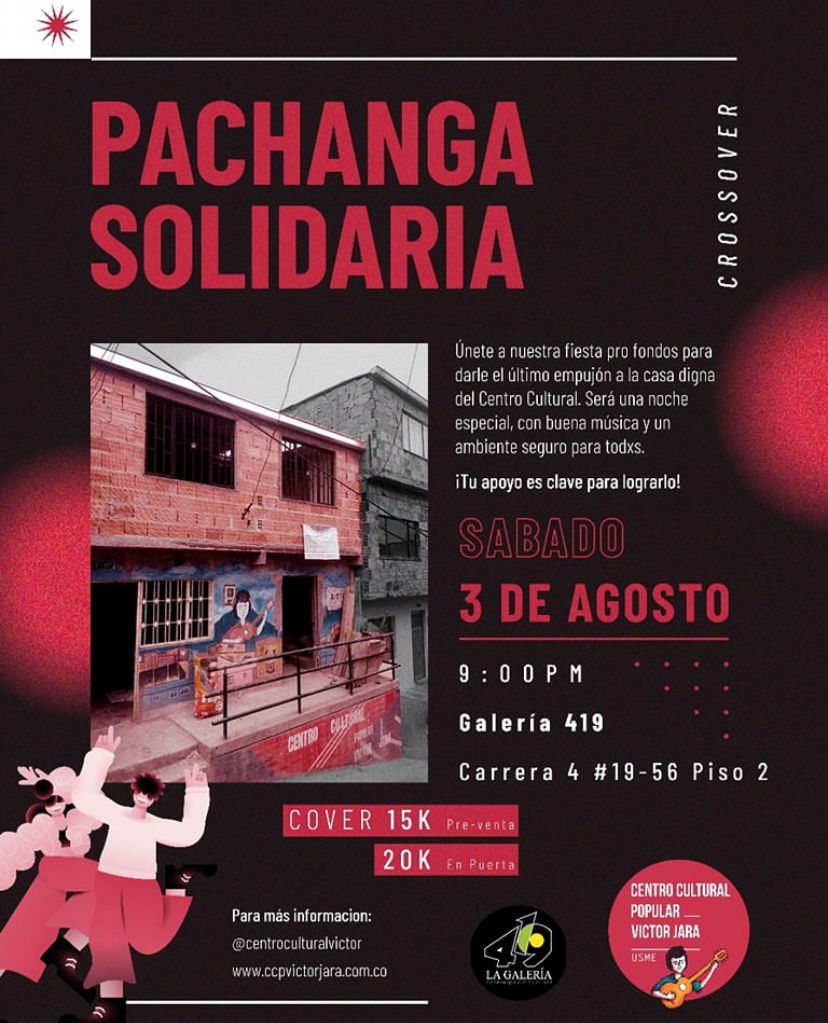 PACHANGA
SOLIDARIA
CROSSOVER
Únete a nuestra fiesta pro fondos para
darle el último empujón a la casa digna
del Centro Cultural. Será una noche
especial, con buena música y un
ambiente seguro para todxs.
¡Tu apoyo es clave para lograrlo!
SABADO
3 DE AGOSTO
9:00PM
Galería 419
Carrera 4 #19-56 Piso 2
CENTRO CULTURAL
POPULAR
VICTOR JARA
COVER 15K Pre-venta
20K En Puerta
Para más informacion:
@centroculturalvictor
www.ccpvictorjara.com.co
419
LA GALERÍA
CENTRO CULTURAL
POPULAR
VICTOR JARA
USME